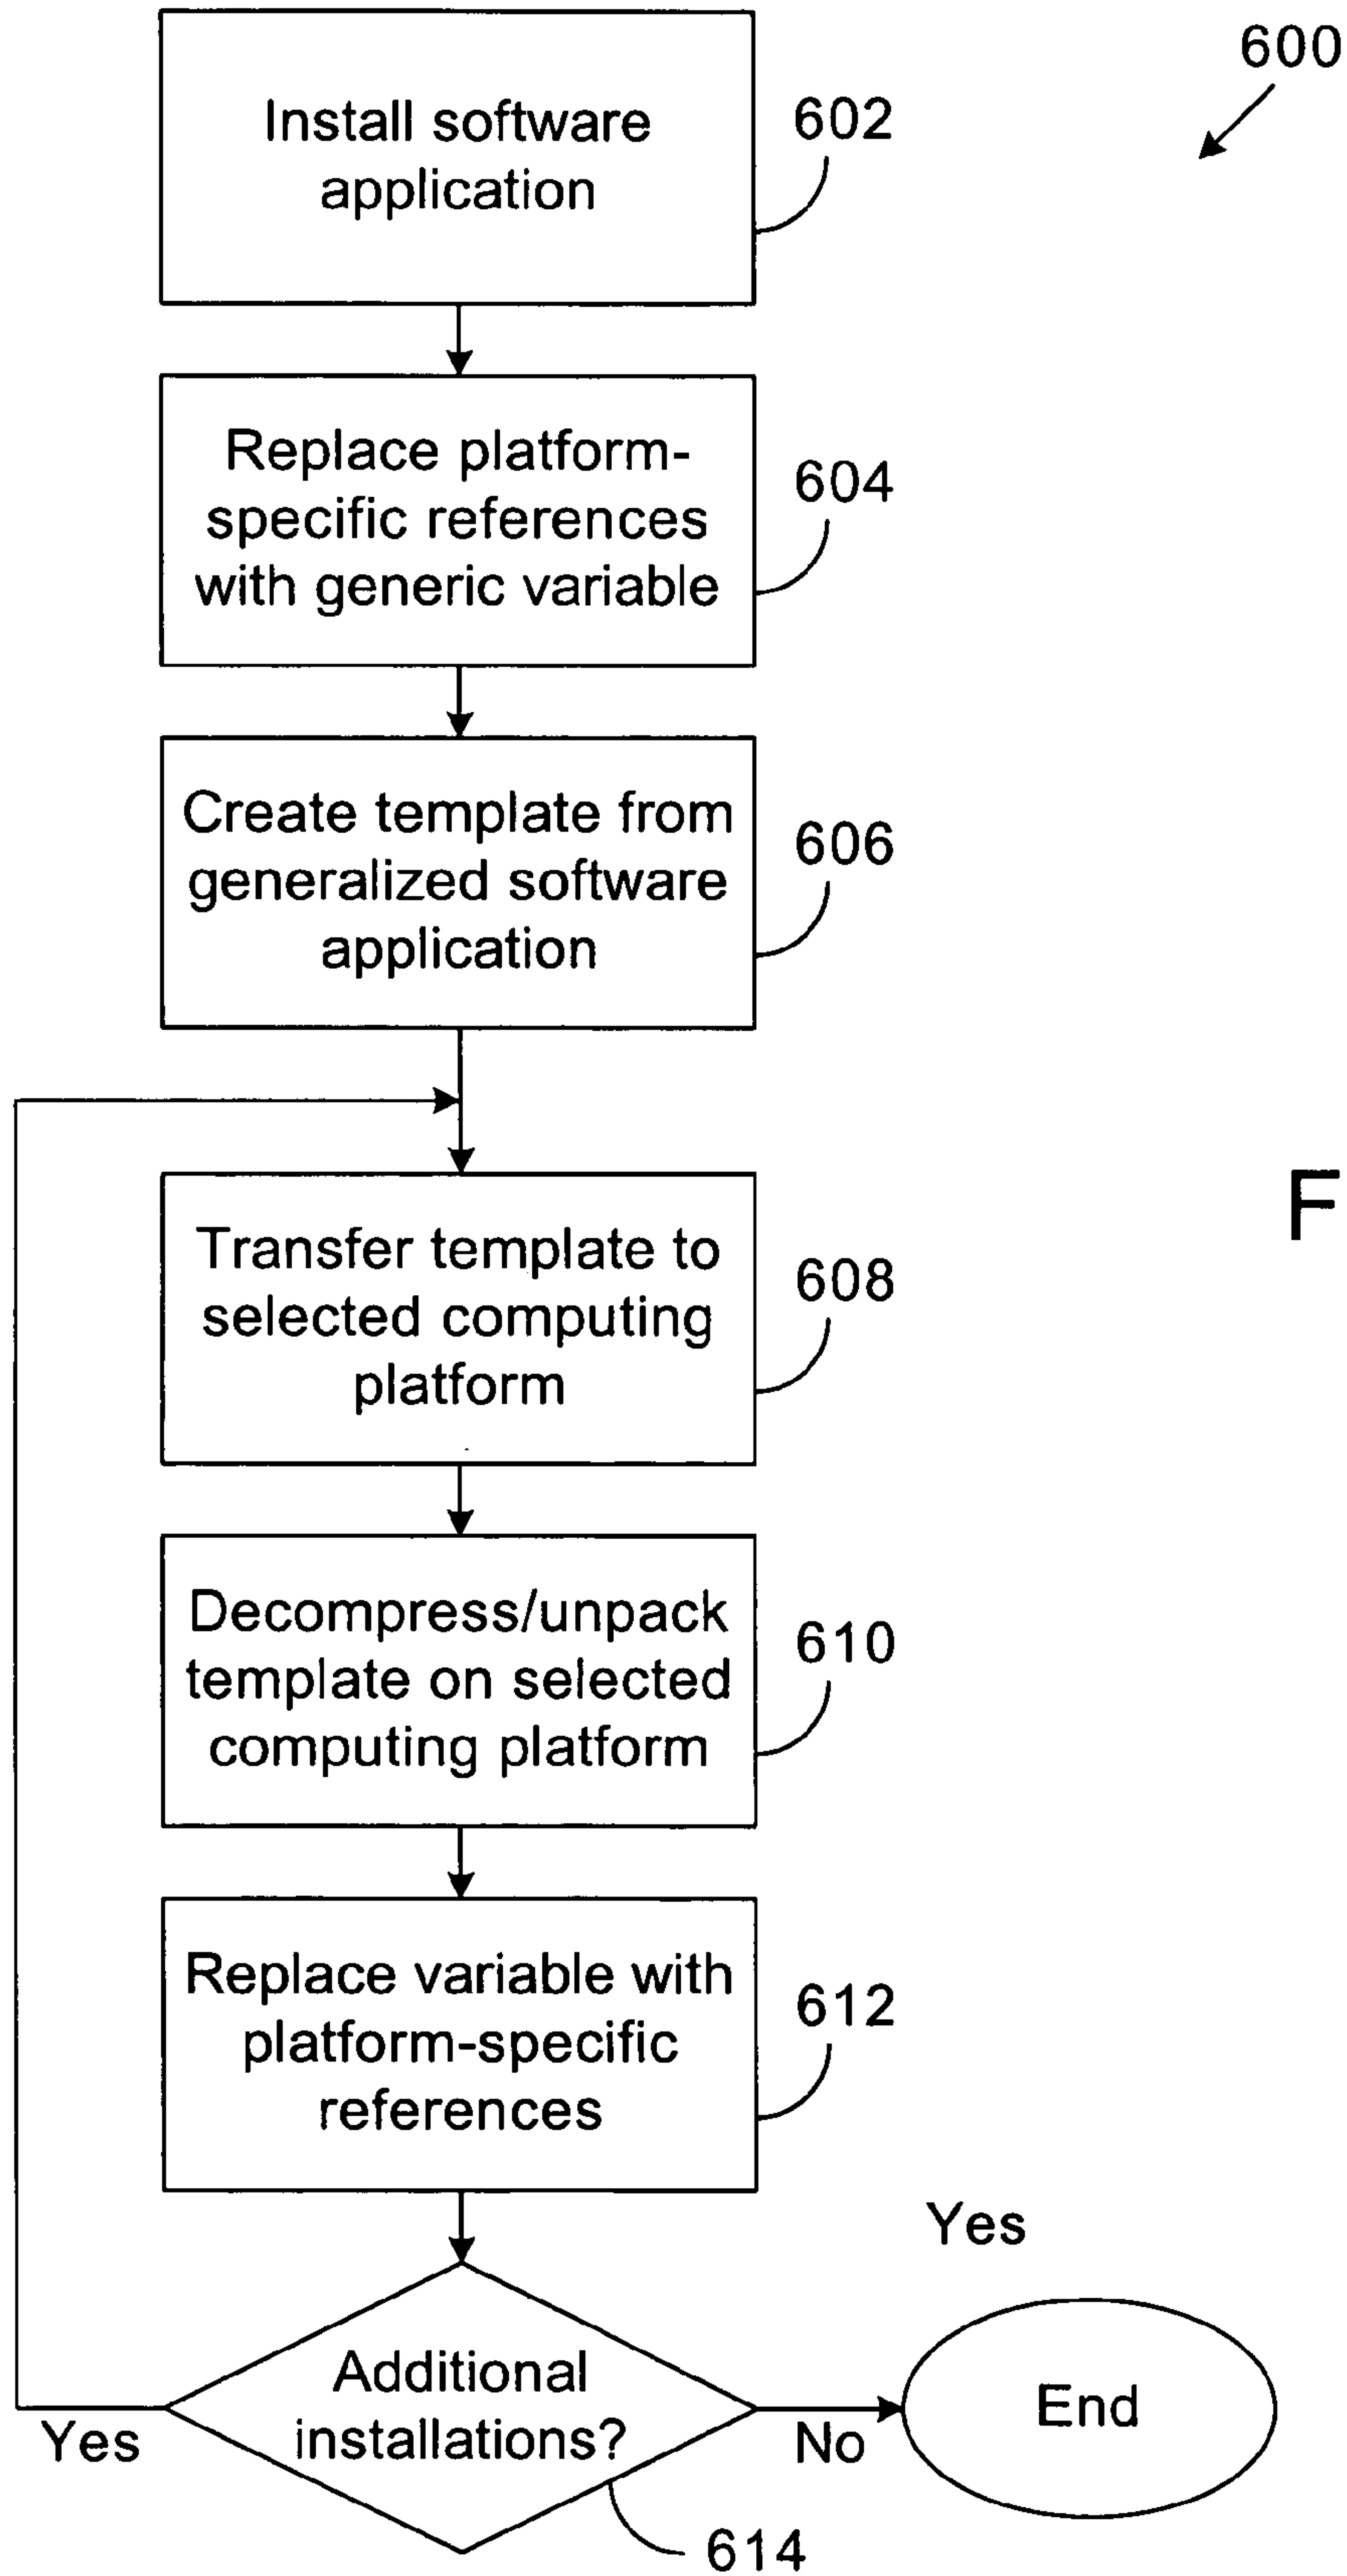 600
Install software
application
602
Replace platform-
specific references
with generic variable
604
Create template from
generalized software
application
606
F
Transfer template to
selected computing
platform
608
Decompress/unpack
template on selected
computing platform
610
Replace variable with
platform-specific
references
612
Yes
Additional
installations?
Yes
No
End
614